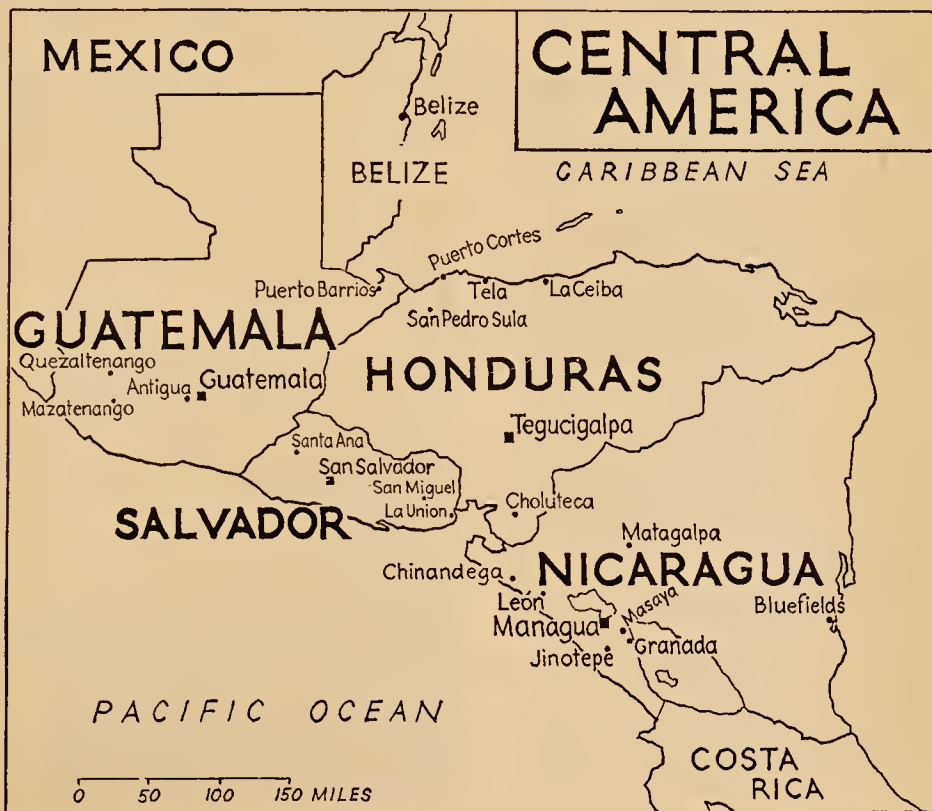 MEXICO
CENTRAL
AMERICA
Belize
BELIZE
CARIBBEAN SEA
Puerto Cortes
Puerto Barrios
Tela
La Ceiba
San Pedro Sula
GUATEMALA
Quezaltenango
HONDURAS
Antigua
Guatemala
Mazatenango
Tegucigalpa
Santa Ana
San Salvador
San Miguel
La Union
Choluteca
SALVADOR
Matagalpa
Chinandega
NICARAGUA
León
Masaya
Bluefields
Managua
Granada
Jinotepe
PACIFIC OCEAN
COSTA
RICA
0 50 100 150 MILES